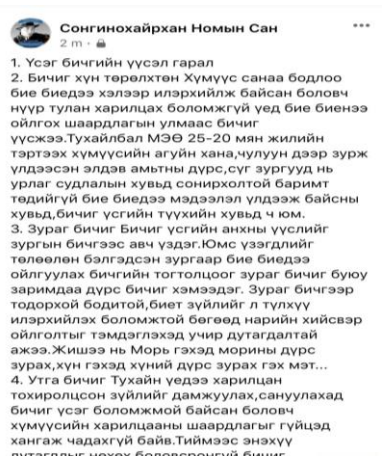 Сонгинохайрхан Номын Сан
2 m ·
1. Үсэг бичгийн үүсэл гарал
2. Бичиг хүн төрөлхтөн Хүмүүс санаа бодлоо
бие биедээ хэлээр илэрхийлж байсан боловч
нүүр тулан харилцах боломжгүй үед бие биенээ
ойлгох шаардлагын улмаас бичиг
үүсжээ.Тухайлбал МЭӨ 25-20 мян жилийн
тэртээх хүмүүсийн агуйн хана,чулуун дээр зурж
үлдээсэн элдэв амьтны дүрс,сүг зургууд нь
урлаг судлалын хувьд сонирхолтой баримт
төдийгүй бие биедээ мэдээлэл үлдээж байсны
хувьд,бичиг үсгийн түүхийн хувьд ч юм.
3. Зураг бичиг Бичиг үсгийн анхны үүслийг
зургын бичгээс авч үздэг.Юмс үзэгдлийг
төлөөлөн бэлгэдсэн зургаар бие биедээ
ойлгуулах бичгийн тогтолцоог зураг бичиг буюу
заримдаа дүрс бичиг хэмээдэг. Зураг бичгээр
тодорхой бодитой,биет зүйлийг л түлхүү
илэрхийлэх боломжтой бөгөөд нарийн хийсвэр
ойлголтыг тэмдэглэхэд учир дутагдалтай
ажээ.Жишээ нь Морь гэхэд морины дүрс
зурах,хүн гэхэд хүний дүрс зурах гэх мэт...
4. Утга бичиг Тухайн үедээ харилцан
тохиролцсон зүйлийг дамжуулах,сануулахад
бичиг үсэг боломжмой байсан боловч
хүмүүсийн харилцааны шаардлагыг гүйцэд
хангаж чадахгүй байв.Тиймээс энэхүү